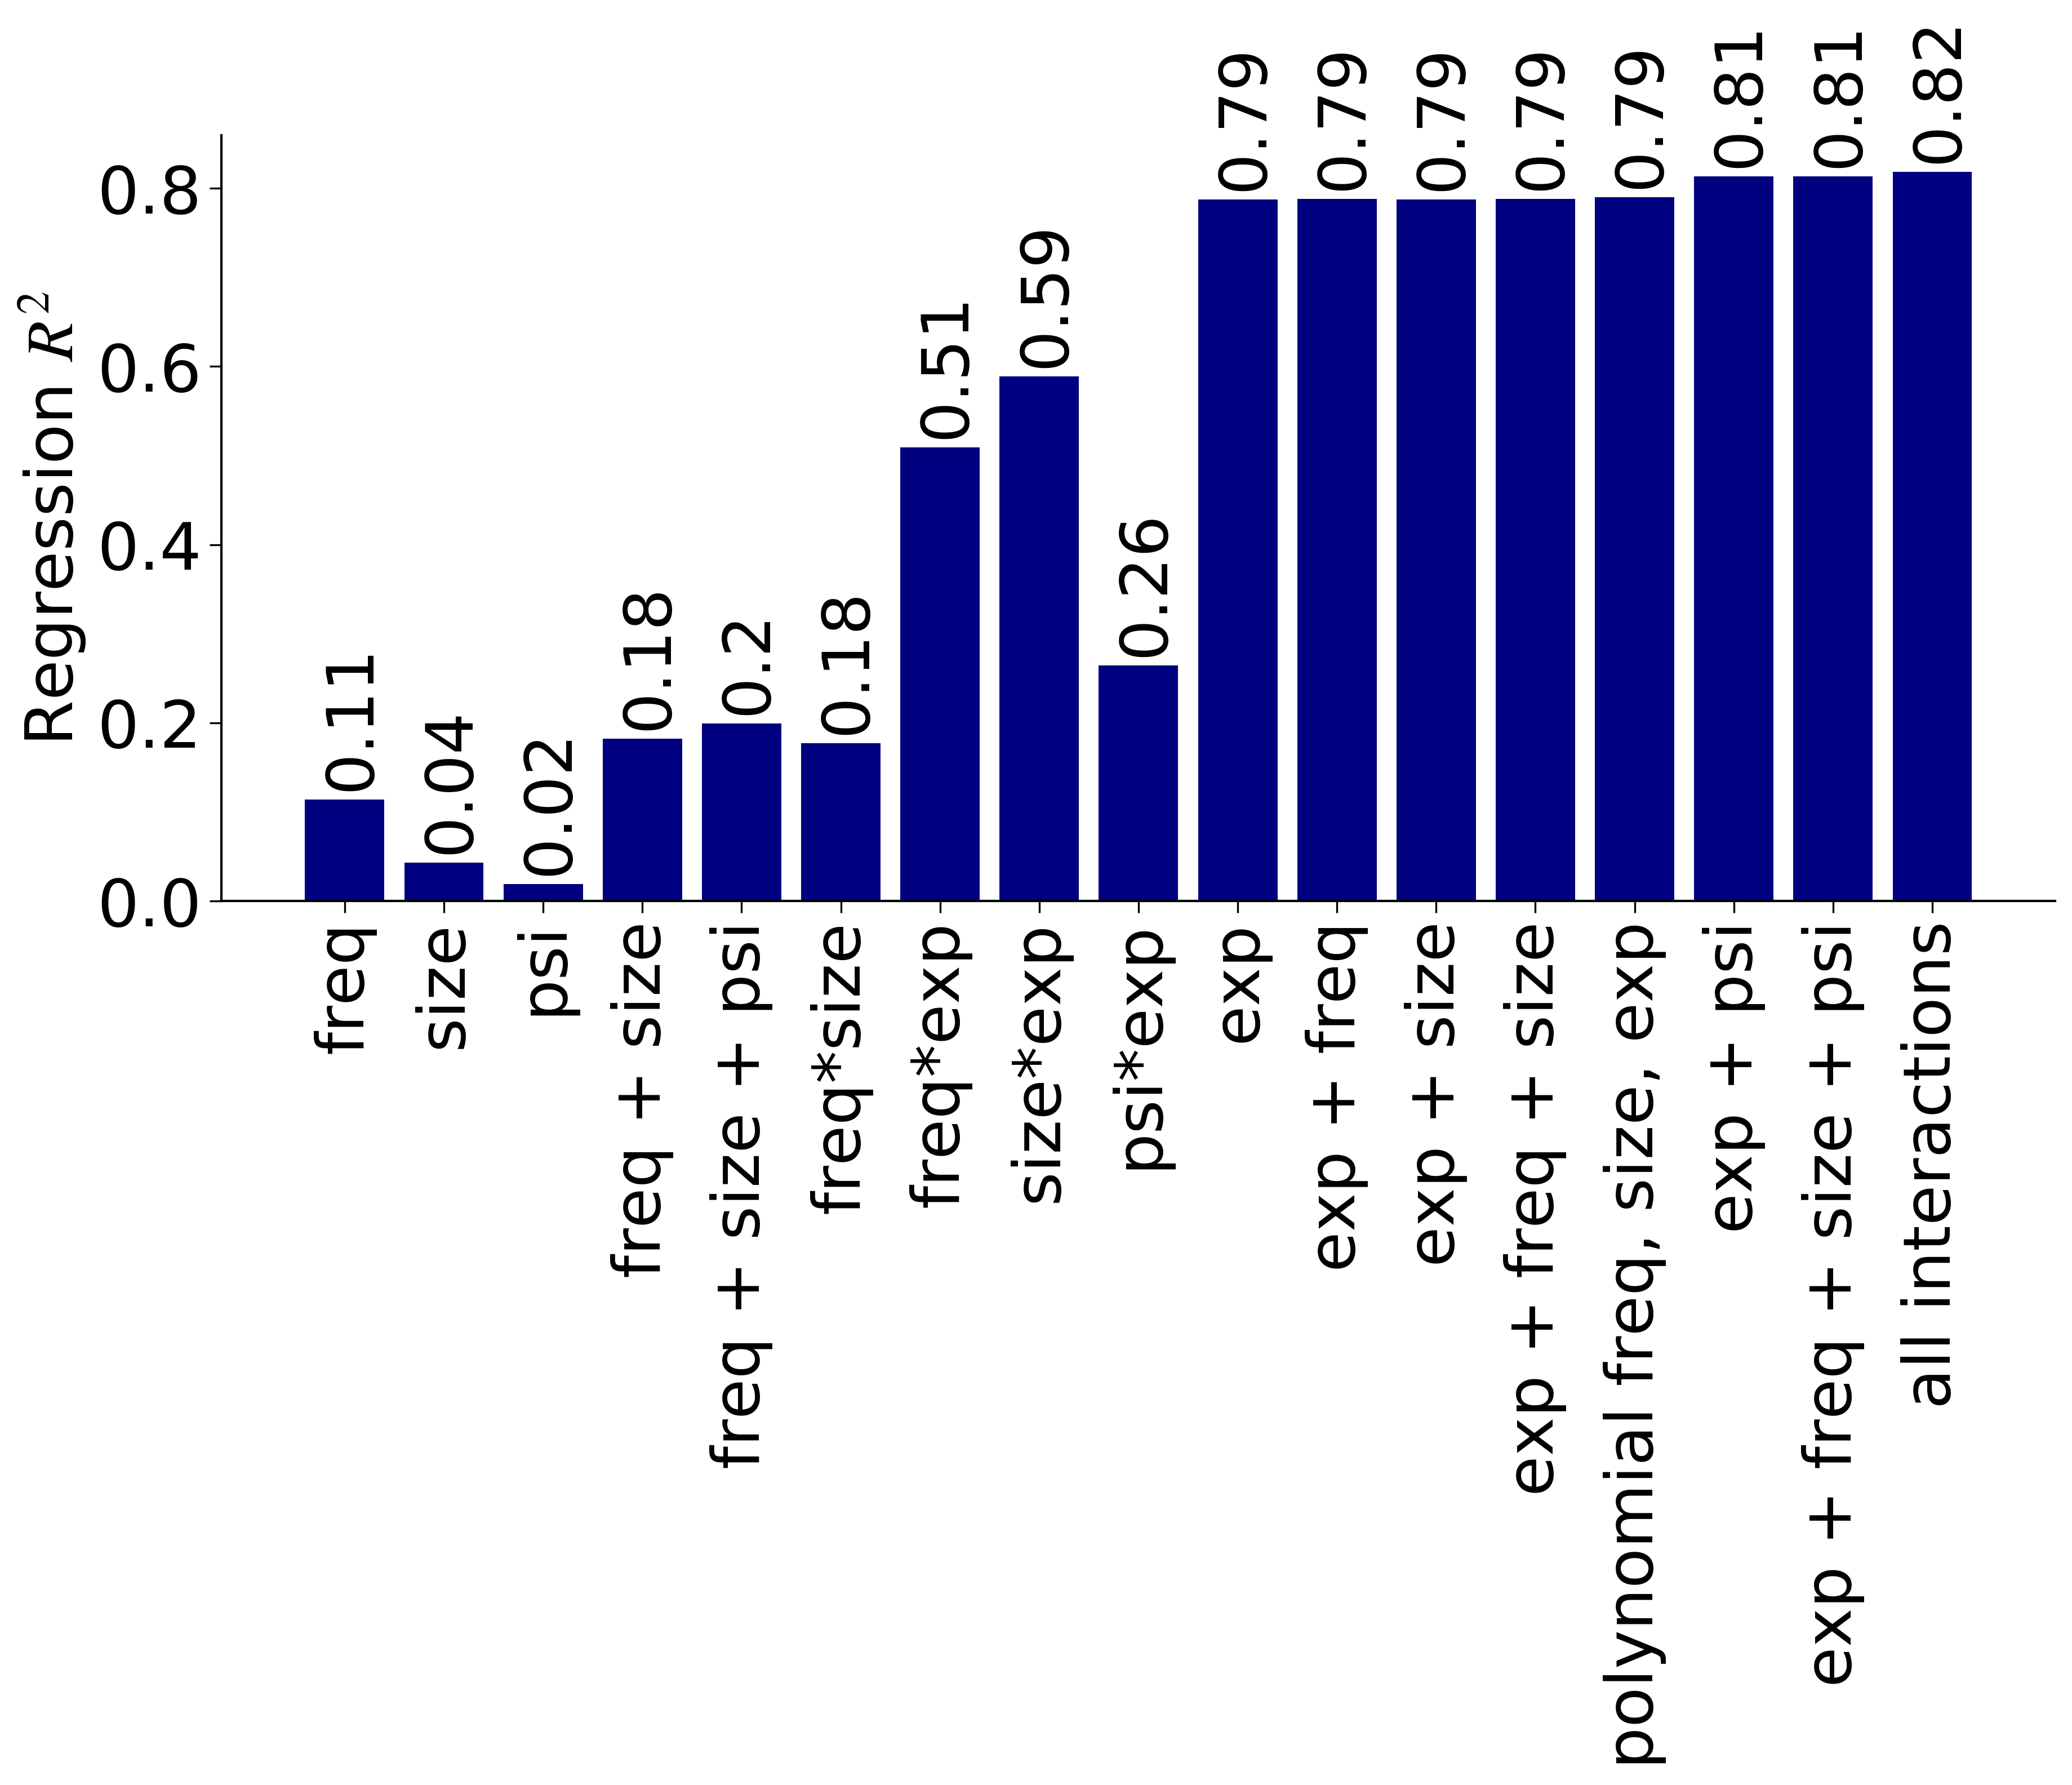 Regression R²
0.8
0.6
0.4
0.2
0.0
0.11
0.04
0.02
0.18
0.2
0.18
0.51
0.59
0.26
0.79
0.79
0.79
0.79
0.79
0.81
0.81
0.82
freq
size
psi
freq + size
freq + size + psi
freq*size
freq*exp
size*exp
psi*exp
exp
exp + freq
exp + size
exp + freq + size
polynomial freq, size, exp
exp + psi
exp + freq + size + psi
all interactions